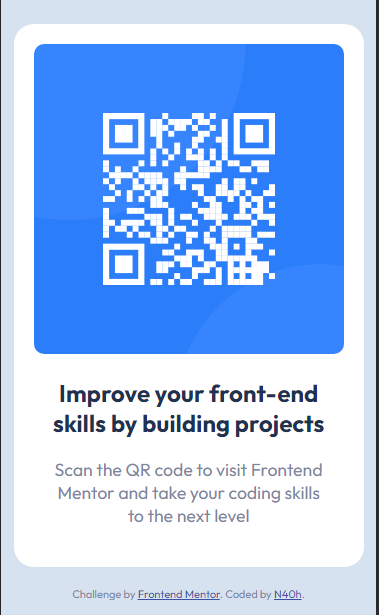 Improve your front-end
skills by building projects
Scan the QR code to visit Frontend
Mentor and take your coding skills
to the next level
Challenge by Frontend Mentor. Coded by N40h.